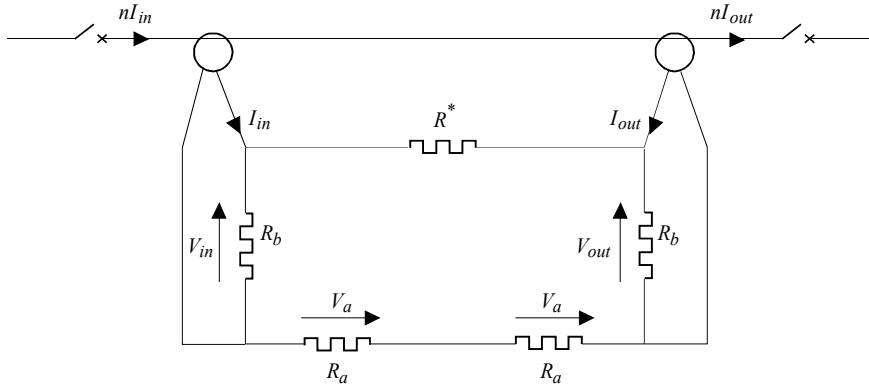 nI_in nI_out
I_in R* I_out
V_in R_b V_out R_b
V_a V_a
R_a R_a